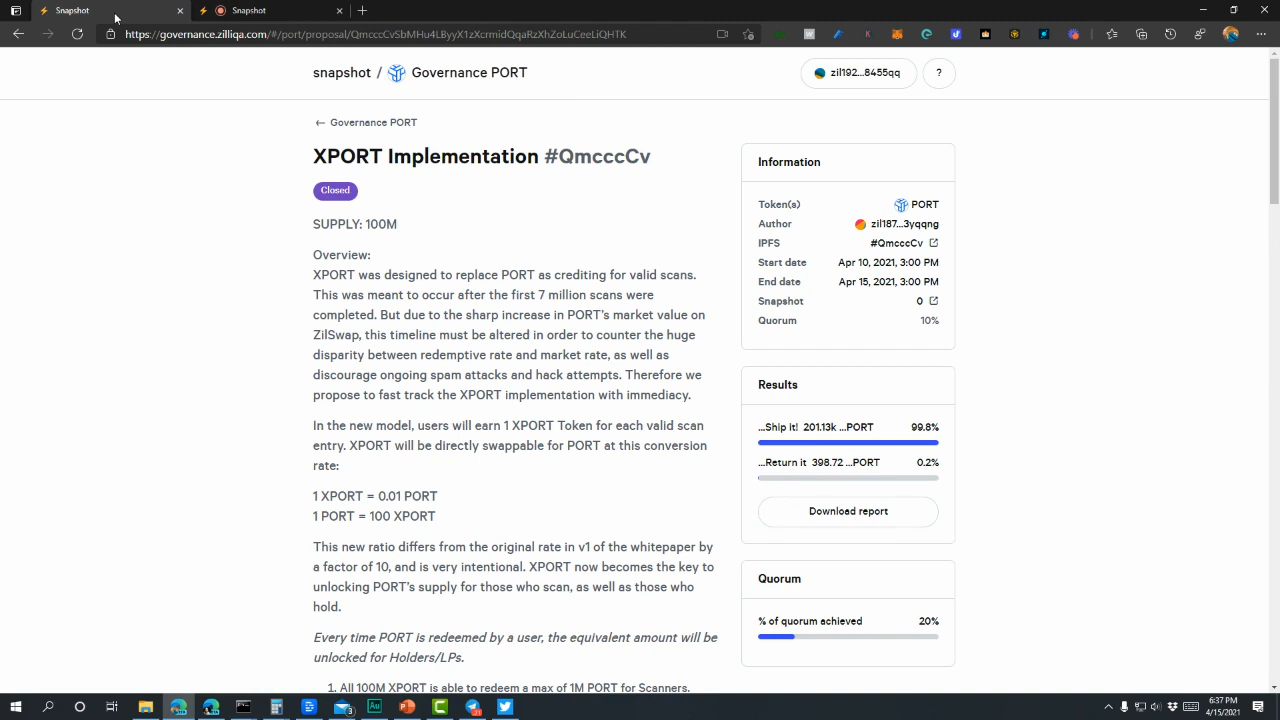 Snapshot
Snapshot
https://governance.zilliqa.com/#/port/proposal/QmcccCvSbMHu4LByyX1zXcrmidQqaRzXhZoLuCeeLiQHTK
snapshot / Governance PORT
zil192...8455qq
?
← Governance PORT
XPORT Implementation #QmcccCv
Closed
SUPPLY: 100M
Overview:
XPORT was designed to replace PORT as crediting for valid scans.
This was meant to occur after the first 7 million scans were
completed. But due to the sharp increase in PORT's market value on
ZilSwap, this timeline must be altered in order to counter the huge
disparity between redemptive rate and market rate, as well as
discourage ongoing spam attacks and hack attempts. Therefore we
propose to fast track the XPORT implementation with immediacy.
In the new model, users will earn 1 XPORT Token for each valid scan
entry. XPORT will be directly swappable for PORT at this conversion
rate:
1 XPORT = 0.01 PORT
1 PORT = 100 XPORT
This new ratio differs from the original rate in v1 of the whitepaper by
a factor of 10, and is very intentional. XPORT now becomes the key to
unlocking PORT's supply for those who scan, as well as those who
hold.
Every time PORT is redeemed by a user, the equivalent amount will be
unlocked for Holders/LPs.
1. All 100M XPORT is able to redeem a max of 1M PORT for Scanners.
Information
Token(s) PORT
Author zil187...3yqqng
IPFS #QmcccCv
Start date Apr 10, 2021, 3:00 PM
End date Apr 15, 2021, 3:00 PM
Snapshot 0
Quorum 10%
Results
...Ship it! 201.13k ...PORT 99.8%
...Return it 398.72 ...PORT 0.2%
Download report
Quorum
% of quorum achieved 20%
6:37 PM
4/15/2021